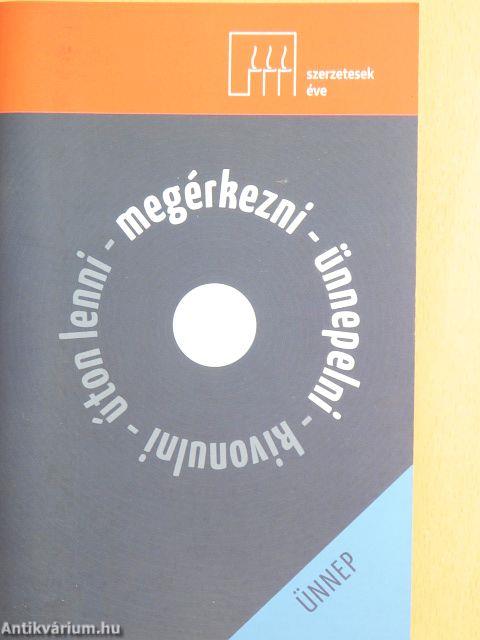 szerzetesek
éve
megérkezni - ünnepelni - kivonulni - úton lenni -
ÜNNEP
Antikvárium.hu